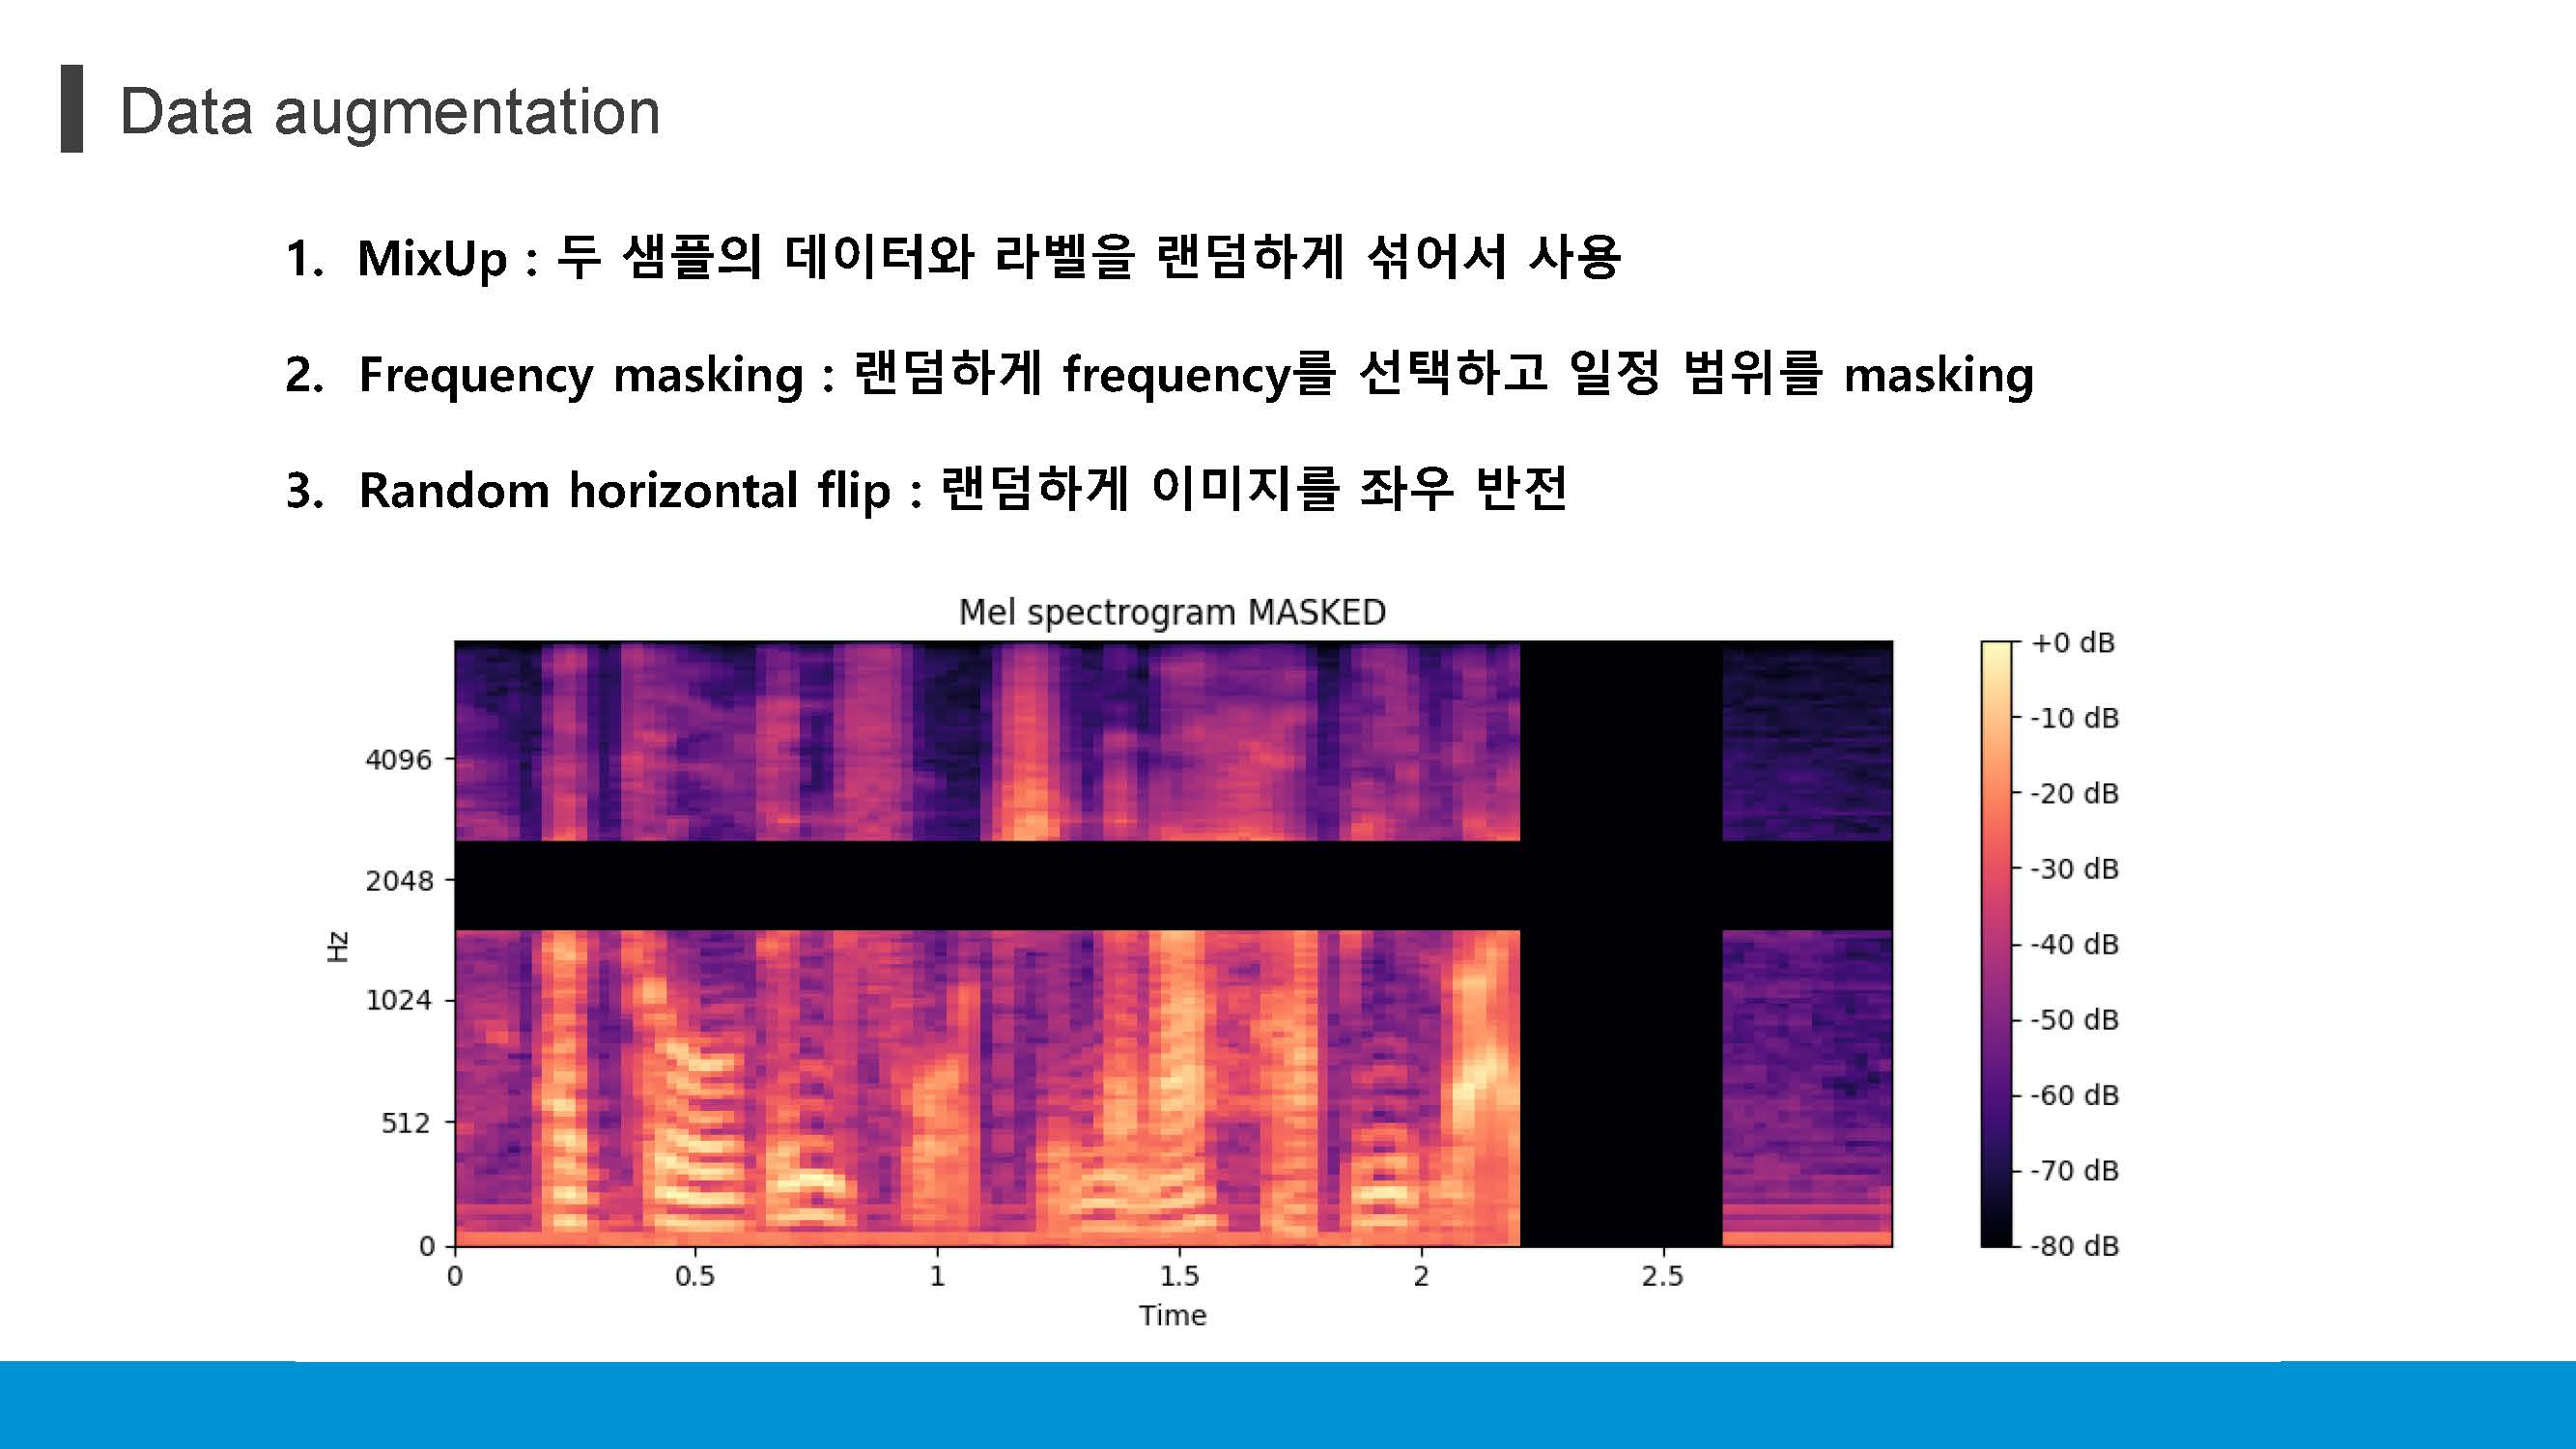 Data augmentation
1. MixUp : 두 샘플의 데이터와 라벨을 랜덤하게 섞어서 사용
2. Frequency masking : 랜덤하게 frequency를 선택하고 일정 범위를 masking
3. Random horizontal flip : 랜덤하게 이미지를 좌우 반전
Mel spectrogram MASKED
Hz
4096
2048
1024
512
0
0 0.5 1 1.5 2 2.5
Time
+0 dB
-10 dB
-20 dB
-30 dB
-40 dB
-50 dB
-60 dB
-70 dB
-80 dB